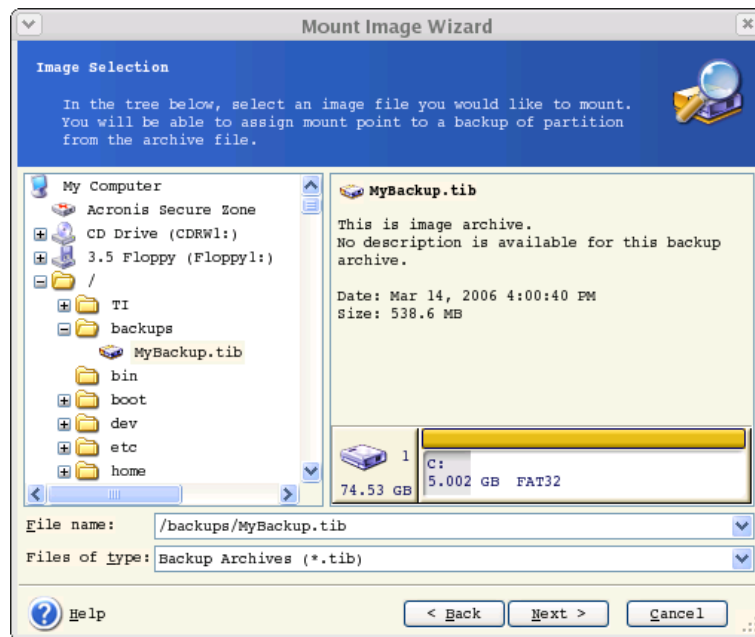 Mount Image Wizard
Image Selection
In the tree below, select an image file you would like to mount.
You will be able to assign mount point to a backup of partition
from the archive file.
My Computer
Acronis Secure Zone
CD Drive (CDRW1:)
3.5 Floppy (Floppy1:)
/
TI
backups
MyBackup.tib
bin
boot
dev
etc
home
MyBackup.tib
This is image archive.
No description is available for this backup
archive.
Date: Mar 14, 2006 4:00:40 PM
Size: 538.6 MB
1
74.53 GB
C:
5.002 GB FAT32
File name: /backups/MyBackup.tib
Files of type: Backup Archives (*.tib)
Help
< Back
Next >
Cancel